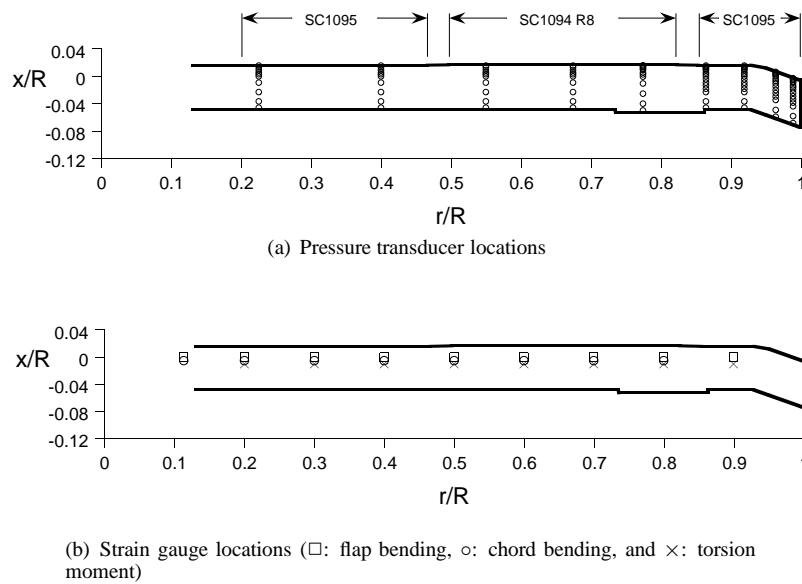 SC1095 SC1094 R8 SC1095
0.04
x/R
0
-0.04
-0.08
-0.12
0 0.1 0.2 0.3 0.4 0.5 0.6 0.7 0.8 0.9 1
r/R
(a) Pressure transducer locations
0.04
x/R
0
-0.04
-0.08
-0.12
0 0.1 0.2 0.3 0.4 0.5 0.6 0.7 0.8 0.9 1
r/R
(b) Strain gauge locations (□: flap bending, ○: chord bending, and ×: torsion
moment)